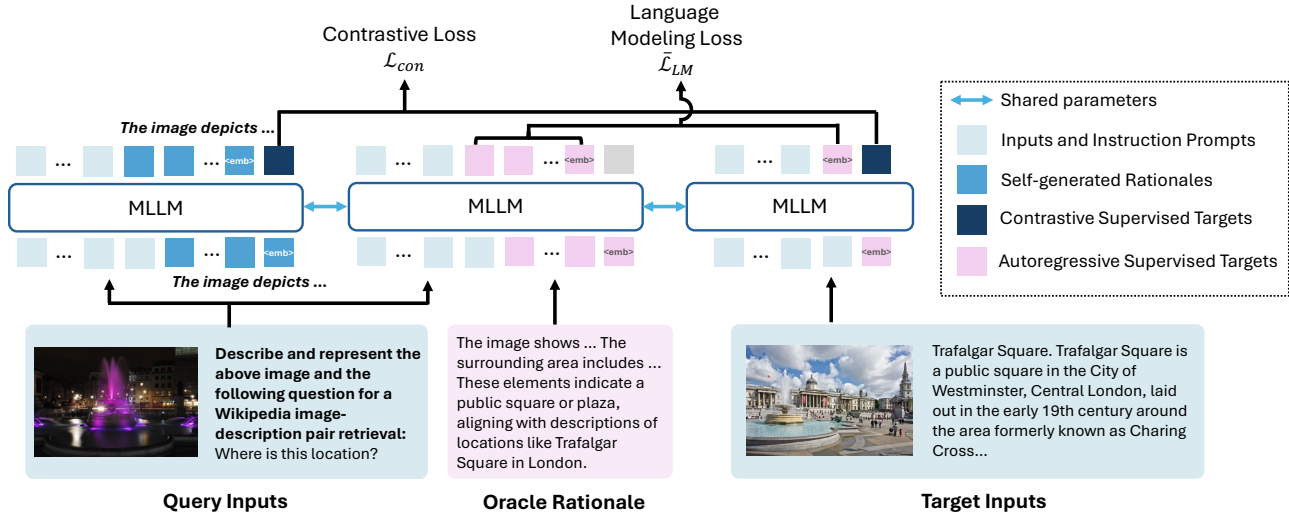 Contrastive Loss
ℒcon
Language
Modeling Loss
ℒ̄LM
Shared parameters
Inputs and Instruction Prompts
Self-generated Rationales
Contrastive Supervised Targets
Autoregressive Supervised Targets
The image depicts ...
... ... <emb>
... ... <emb>
... <emb>
MLLM
MLLM
MLLM
... ... <emb>
... ... <emb>
... <emb>
The image depicts ...
Describe and represent the
above image and the
following question for a
Wikipedia image-
description pair retrieval:
Where is this location?
The image shows ... The
surrounding area includes ...
These elements indicate a
public square or plaza,
aligning with descriptions of
locations like Trafalgar
Square in London.
Trafalgar Square. Trafalgar Square is
a public square in the City of
Westminster, Central London, laid
out in the early 19th century around
the area formerly known as Charing
Cross...
Query Inputs
Oracle Rationale
Target Inputs